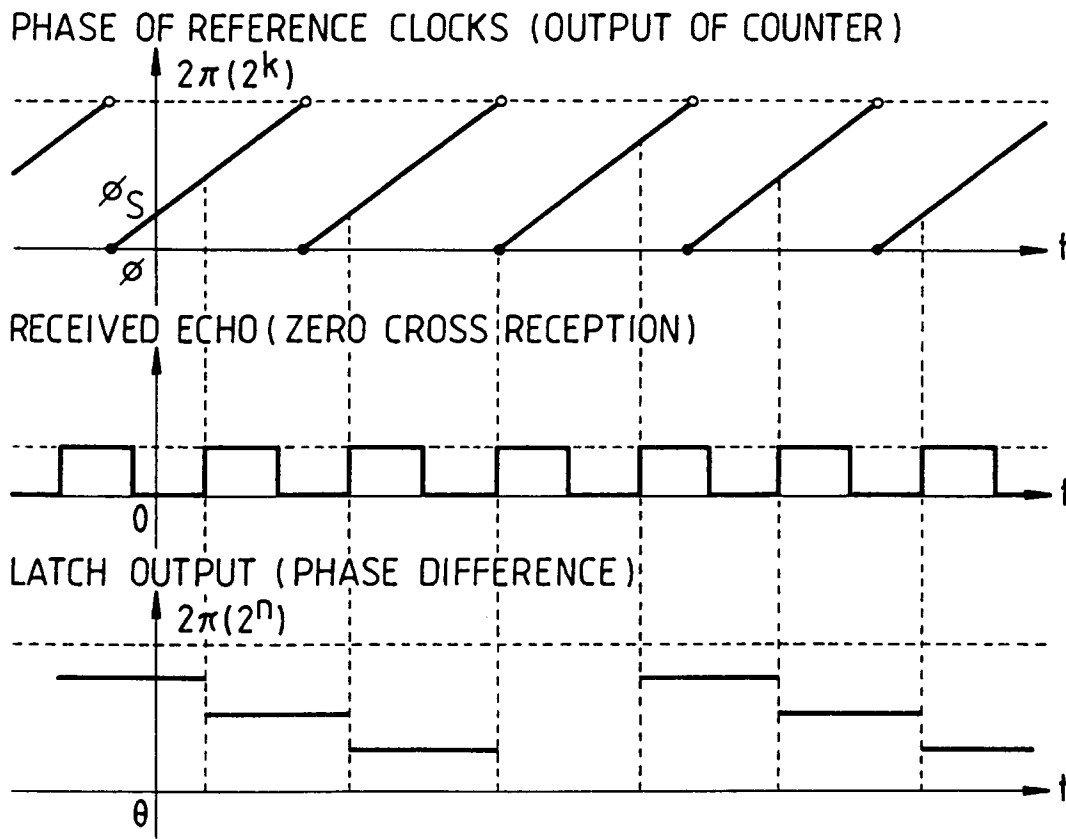 PHASE OF REFERENCE CLOCKS (OUTPUT OF COUNTER)
2π(2^k)
φ_S
φ
t
RECEIVED ECHO (ZERO CROSS RECEPTION)
0
t
LATCH OUTPUT (PHASE DIFFERENCE)
2π(2^n)
θ
t